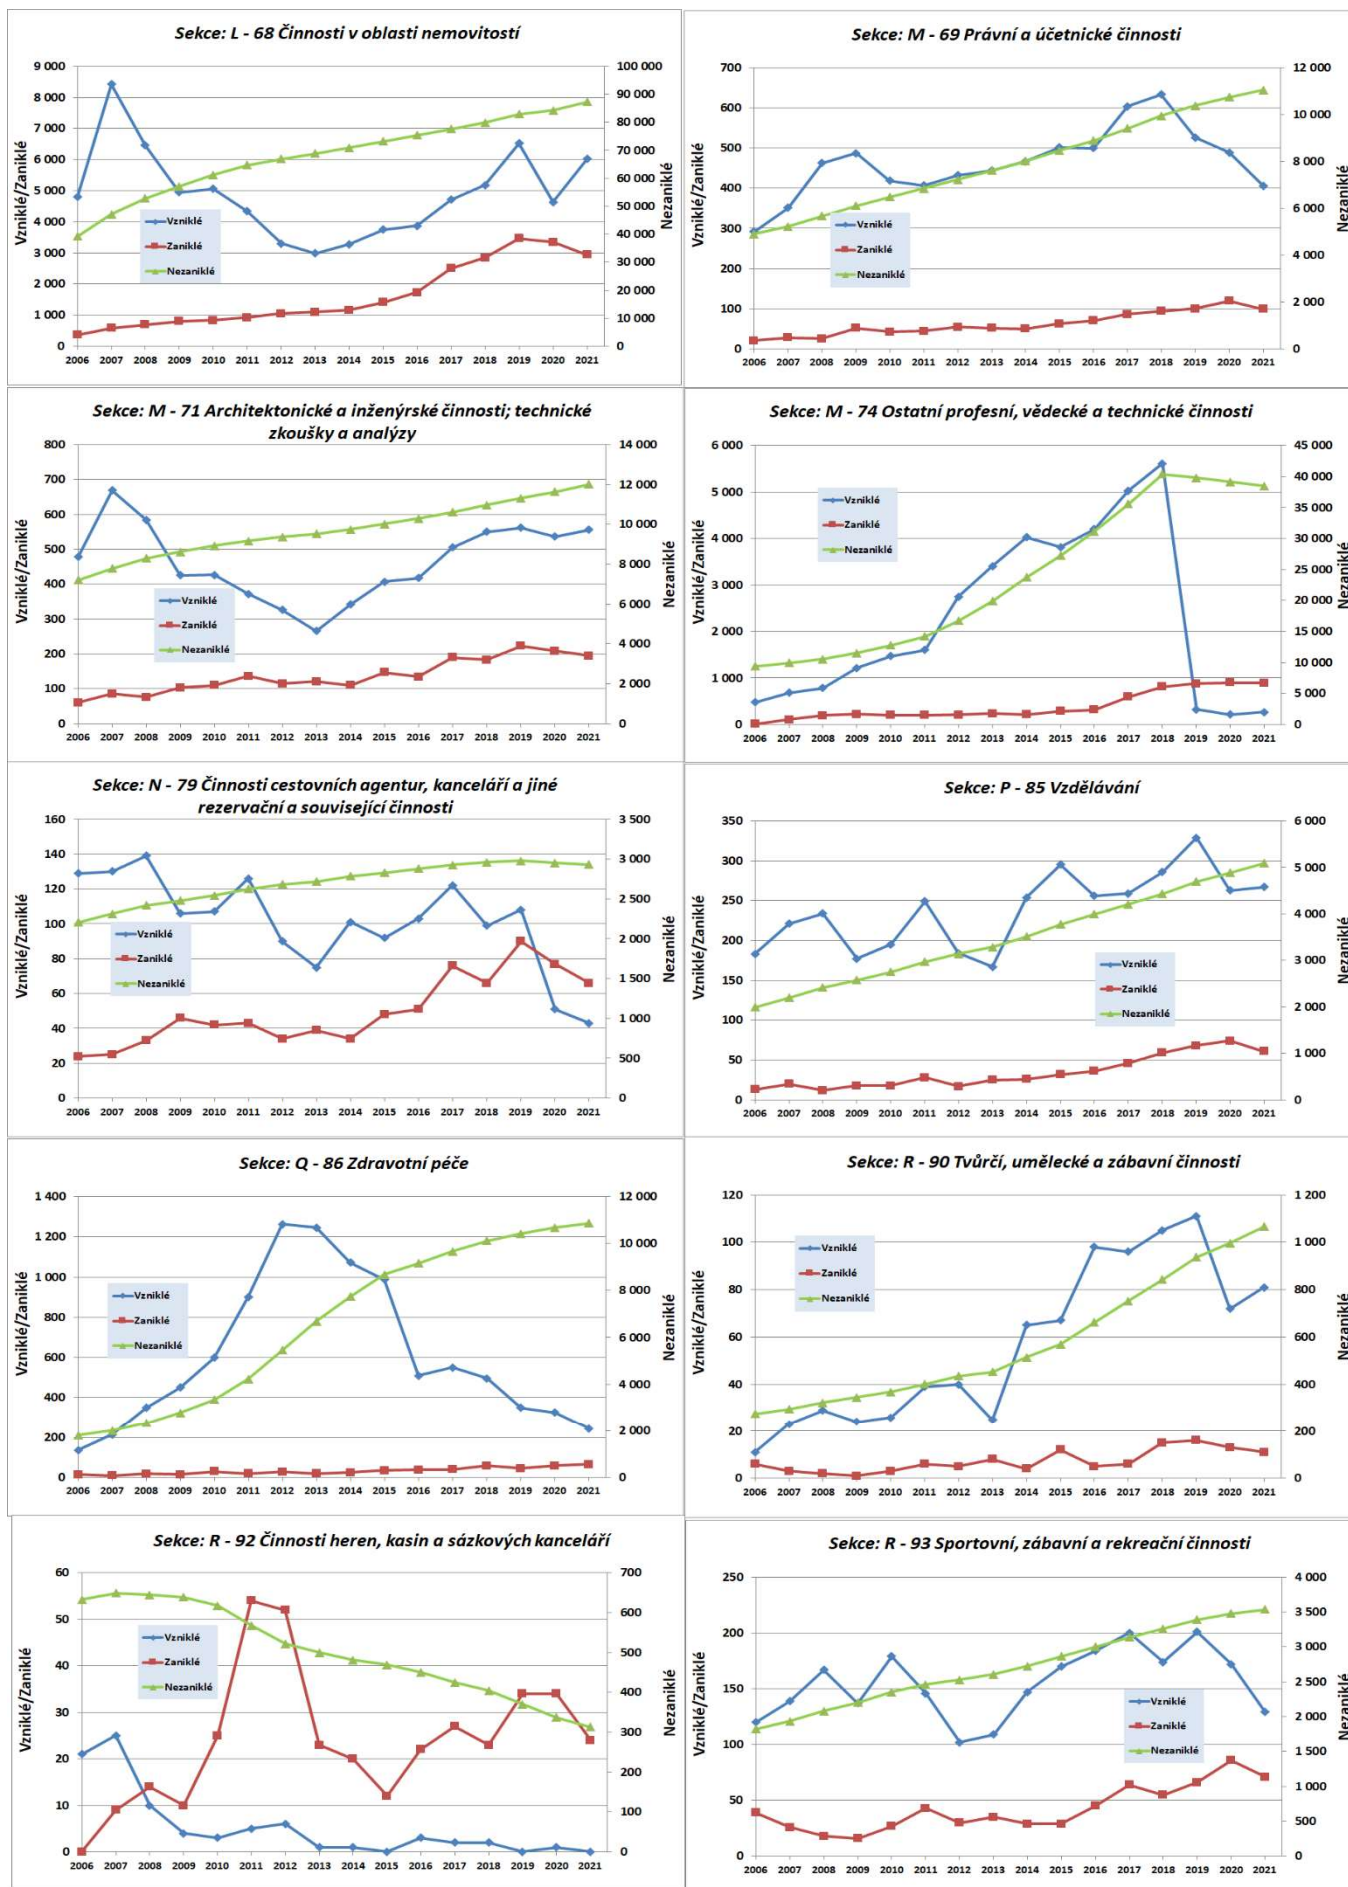 Sekce: L - 68 Činnosti v oblasti nemovitostí
9 000
8 000
7 000
6 000
5 000
4 000
3 000
2 000
1 000
0
100 000
90 000
80 000
70 000
60 000
50 000
40 000
30 000
20 000
10 000
0
Vzniklé/Zaniklé
Nezaniklé
Vzniklé
Zaniklé
Nezaniklé
2006 2007 2008 2009 2010 2011 2012 2013 2014 2015 2016 2017 2018 2019 2020 2021
Sekce: M - 69 Právní a účetnické činnosti
700
600
500
400
300
200
100
0
12 000
10 000
8 000
6 000
4 000
2 000
0
Vzniklé/Zaniklé
Nezaniklé
Vzniklé
Zaniklé
Nezaniklé
2006 2007 2008 2009 2010 2011 2012 2013 2014 2015 2016 2017 2018 2019 2020 2021
Sekce: M - 71 Architektonické a inženýrské činnosti; technické
zkoušky a analýzy
800
700
600
500
400
300
200
100
0
14 000
12 000
10 000
8 000
6 000
4 000
2 000
0
Vzniklé/Zaniklé
Nezaniklé
Vzniklé
Zaniklé
Nezaniklé
2006 2007 2008 2009 2010 2011 2012 2013 2014 2015 2016 2017 2018 2019 2020 2021
Sekce: M - 74 Ostatní profesní, vědecké a technické činnosti
6 000
5 000
4 000
3 000
2 000
1 000
0
45 000
40 000
35 000
30 000
25 000
20 000
15 000
10 000
5 000
0
Vzniklé/Zaniklé
Nezaniklé
Vzniklé
Zaniklé
Nezaniklé
2006 2007 2008 2009 2010 2011 2012 2013 2014 2015 2016 2017 2018 2019 2020 2021
Sekce: N - 79 Činnosti cestovních agentur, kanceláří a jiné
rezervační a související činnosti
160
140
120
100
80
60
40
20
0
3 500
3 000
2 500
2 000
1 500
1 000
500
0
Vzniklé/Zaniklé
Nezaniklé
Vzniklé
Zaniklé
Nezaniklé
2006 2007 2008 2009 2010 2011 2012 2013 2014 2015 2016 2017 2018 2019 2020 2021
Sekce: P - 85 Vzdělávání
350
300
250
200
150
100
50
0
6 000
5 000
4 000
3 000
2 000
1 000
0
Vzniklé/Zaniklé
Nezaniklé
Vzniklé
Zaniklé
Nezaniklé
2006 2007 2008 2009 2010 2011 2012 2013 2014 2015 2016 2017 2018 2019 2020 2021
Sekce: Q - 86 Zdravotní péče
1 400
1 200
1 000
800
600
400
200
0
12 000
10 000
8 000
6 000
4 000
2 000
0
Vzniklé/Zaniklé
Nezaniklé
Vzniklé
Zaniklé
Nezaniklé
2006 2007 2008 2009 2010 2011 2012 2013 2014 2015 2016 2017 2018 2019 2020 2021
Sekce: R - 90 Tvůrčí, umělecké a zábavní činnosti
120
100
80
60
40
20
0
1 200
1 000
800
600
400
200
0
Vzniklé/Zaniklé
Nezaniklé
Vzniklé
Zaniklé
Nezaniklé
2006 2007 2008 2009 2010 2011 2012 2013 2014 2015 2016 2017 2018 2019 2020 2021
Sekce: R - 92 Činnosti heren, kasin a sázkových kanceláří
60
50
40
30
20
10
0
700
600
500
400
300
200
100
0
Vzniklé/Zaniklé
Nezaniklé
Vzniklé
Zaniklé
Nezaniklé
2006 2007 2008 2009 2010 2011 2012 2013 2014 2015 2016 2017 2018 2019 2020 2021
Sekce: R - 93 Sportovní, zábavní a rekreační činnosti
250
200
150
100
50
0
4 000
3 500
3 000
2 500
2 000
1 500
1 000
500
0
Vzniklé/Zaniklé
Nezaniklé
Vzniklé
Zaniklé
Nezaniklé
2006 2007 2008 2009 2010 2011 2012 2013 2014 2015 2016 2017 2018 2019 2020 2021